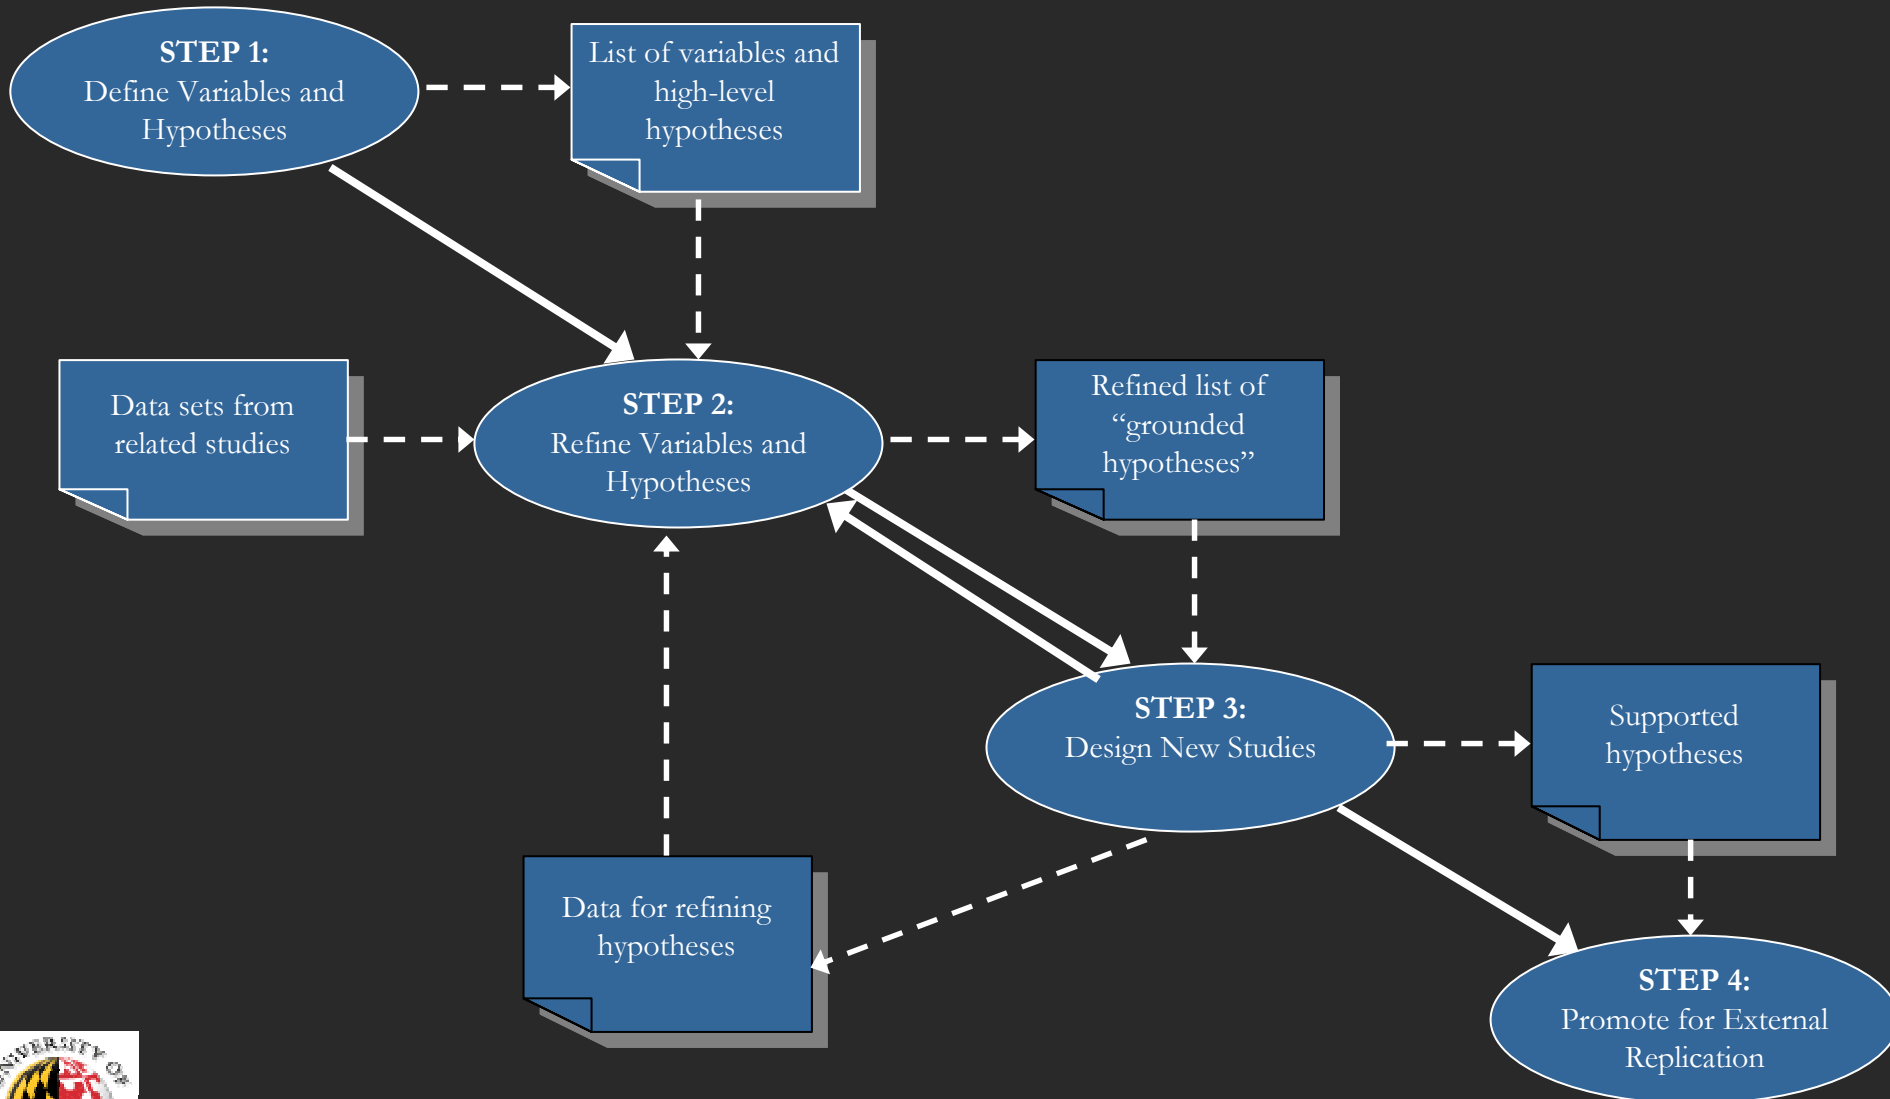 STEP 1:
Define Variables and
Hypotheses
List of variables and
high-level
hypotheses
Data sets from
related studies
STEP 2:
Refine Variables and
Hypotheses
Refined list of
“grounded
hypotheses”
STEP 3:
Design New Studies
Supported
hypotheses
Data for refining
hypotheses
STEP 4:
Promote for External
Replication
UNIVERSITY OF